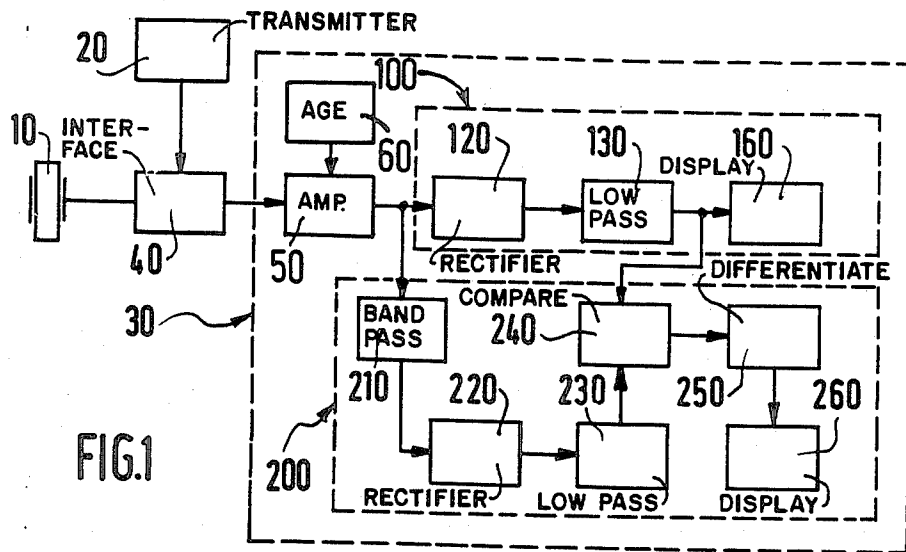 TRANSMITTER
20
100
10
INTER-
FACE
AGE
60
120
130
DISPLAY
160
40
AMP.
50
LOW
PASS
RECTIFIER
DIFFERENTIATE
30
BAND
PASS
210
COMPARE
240
250
220
230
260
200
FIG.1
RECTIFIER
LOW PASS
DISPLAY